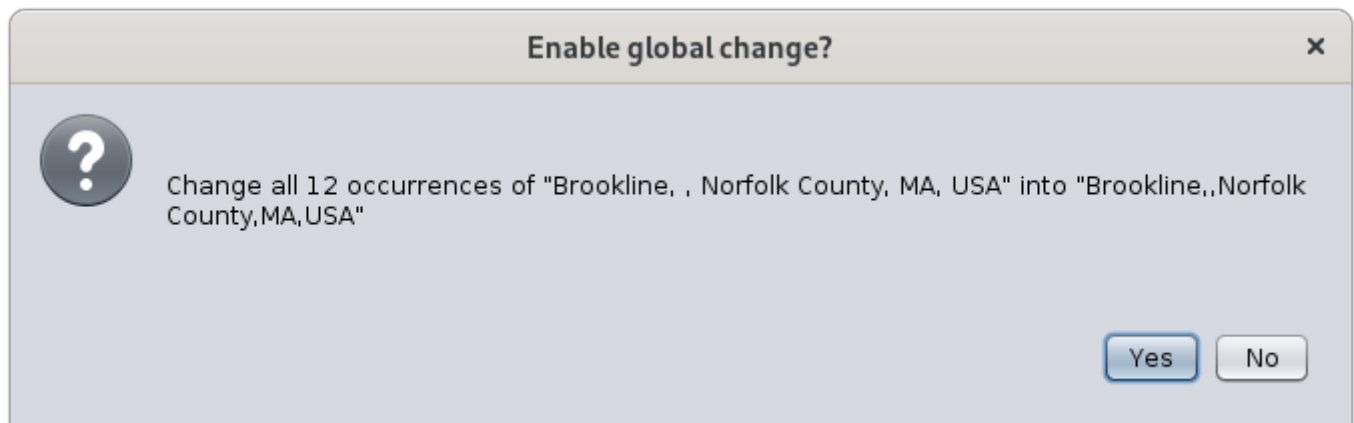 Enable global change?
Change all 12 occurrences of "Brookline, , Norfolk County, MA, USA" into "Brookline,,Norfolk
County,MA,USA"
Yes No